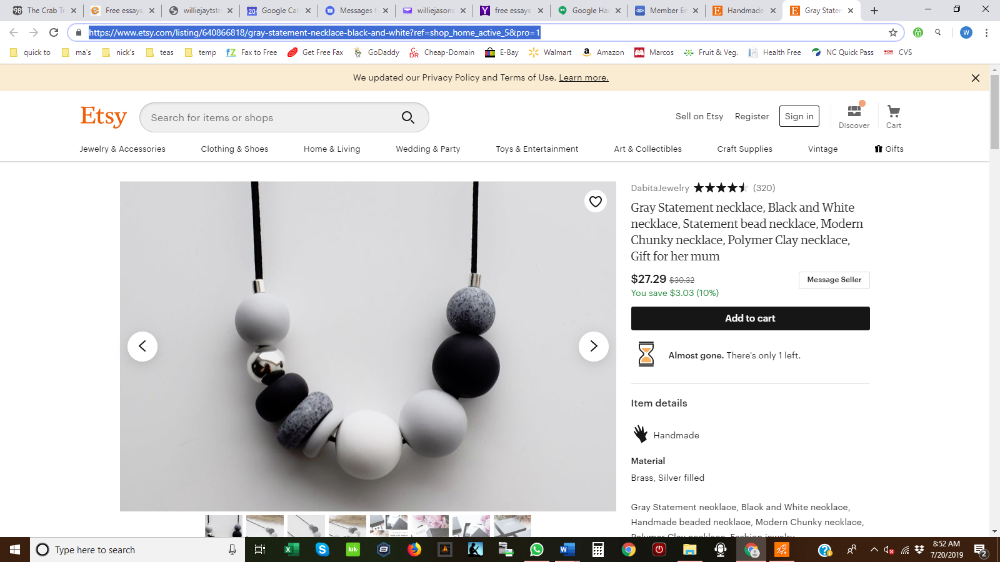 The Crab T
Free essays
williejaytstr
Google Cal
Messages f
williejasons
free essays
Google Ha
Member En
Handmade
Gray Staten
https://www.etsy.com/listing/640866818/gray-statement-necklace-black-and-white?ref=shop_home_active_5&pro=1
W
quick to
ma's
nick's
teas
temp
Fax to Free
Get Free Fax
GoDaddy
Cheap-Domain
E-Bay
Walmart
Amazon
Marcos
Fruit & Veg.
Health Free
NC Quick Pass
CVS
We updated our Privacy Policy and Terms of Use. Learn more.
Etsy
Search for items or shops
Sell on Etsy
Register
Sign in
Discover
Cart
Jewelry & Accessories
Clothing & Shoes
Home & Living
Wedding & Party
Toys & Entertainment
Art & Collectibles
Craft Supplies
Vintage
Gifts
DabitaJewelry (320)
Gray Statement necklace, Black and White
necklace, Statement bead necklace, Modern
Chunky necklace, Polymer Clay necklace,
Gift for her mum
$27.29 $30.32
You save $3.03 (10%)
Message Seller
Add to cart
Almost gone. There's only 1 left.
Item details
Handmade
Material
Brass, Silver filled
Gray Statement necklace, Black and White necklace,
Handmade beaded necklace, Modern Chunky necklace,
Polymer Clay necklace, Fashion jewelry
Type here to search
8:52 AM
7/20/2019
2